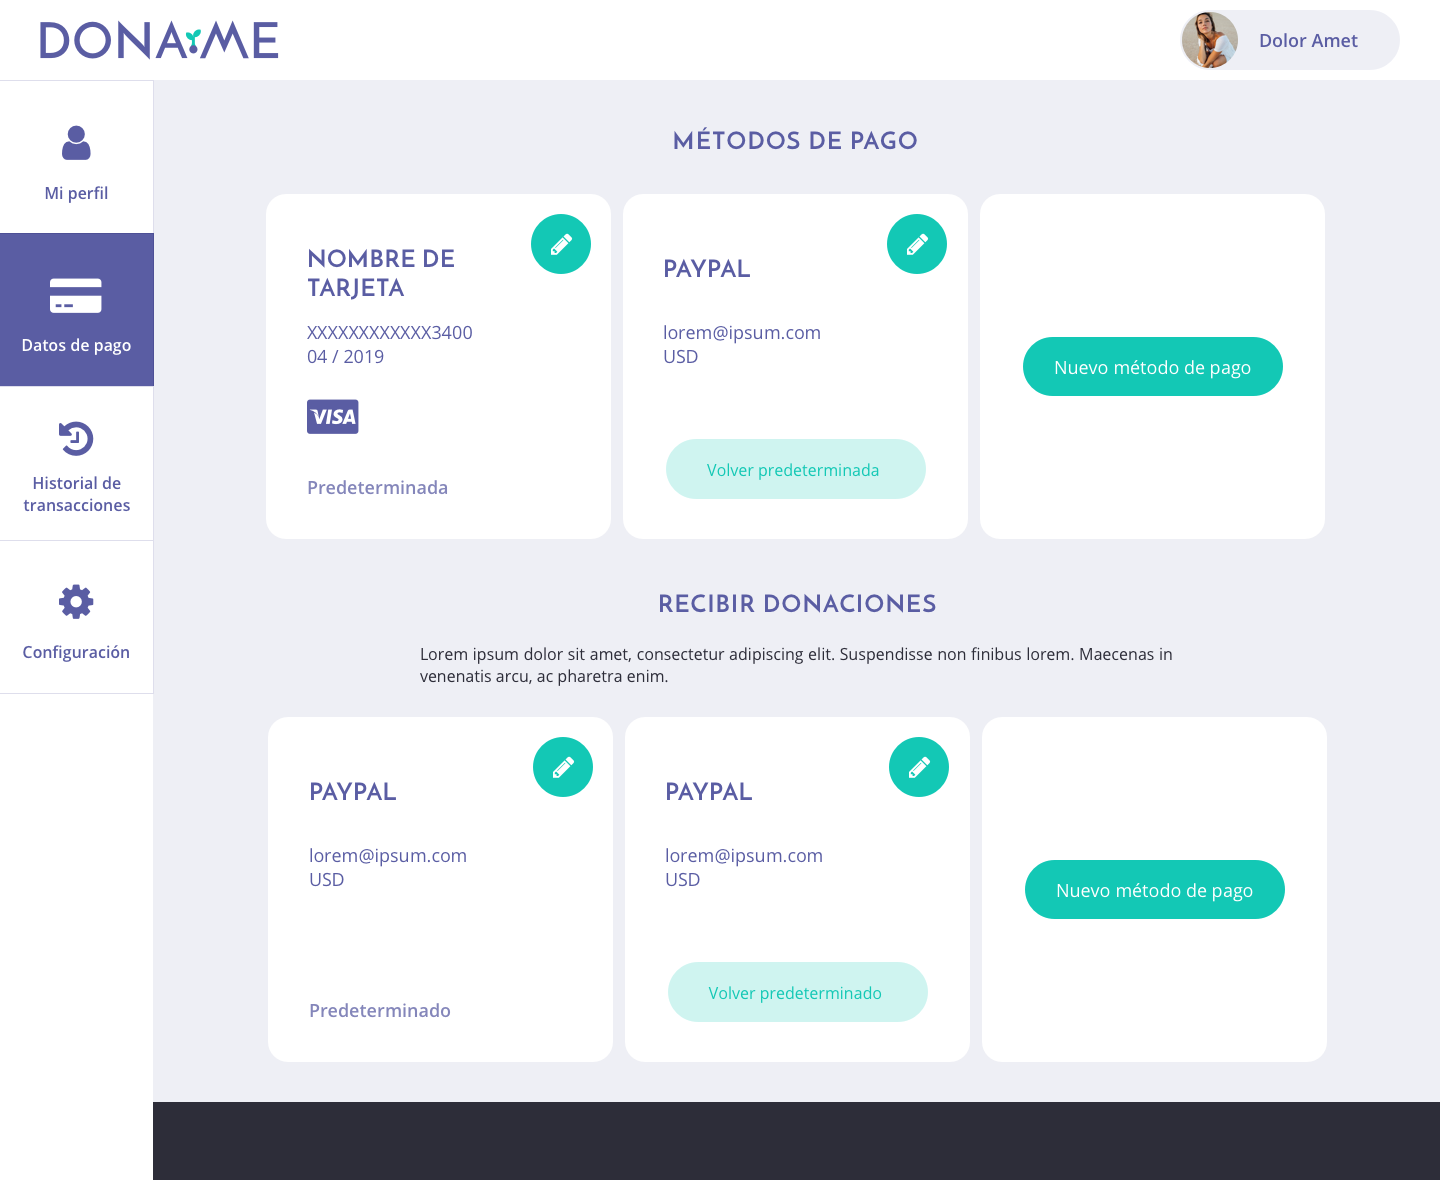 DONA.ME
Dolor Amet
Mi perfil
Datos de pago
Historial de
transacciones
Configuración
MÉTODOS DE PAGO
NOMBRE DE
TARJETA
XXXXXXXXXXXX3400
04 / 2019
VISA
Predeterminada
PAYPAL
lorem@ipsum.com
USD
Volver predeterminada
Nuevo método de pago
RECIBIR DONACIONES
Lorem ipsum dolor sit amet, consectetur adipiscing elit. Suspendisse non finibus lorem. Maecenas in
venenatis arcu, ac pharetra enim.
PAYPAL
lorem@ipsum.com
USD
Predeterminado
PAYPAL
lorem@ipsum.com
USD
Volver predeterminado
Nuevo método de pago